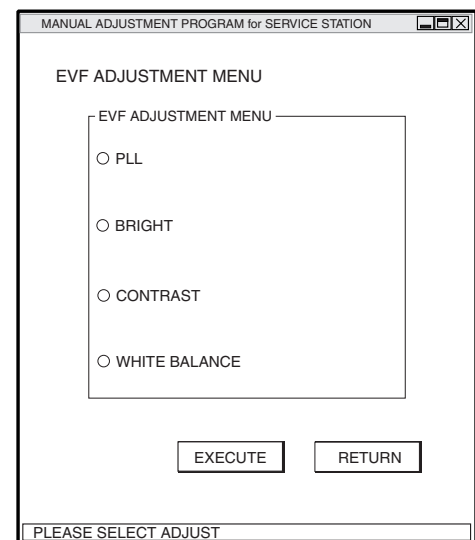 MANUAL ADJUSTMENT PROGRAM for SERVICE STATION
EVF ADJUSTMENT MENU
EVF ADJUSTMENT MENU
PLL
BRIGHT
CONTRAST
WHITE BALANCE
EXECUTE RETURN
PLEASE SELECT ADJUST